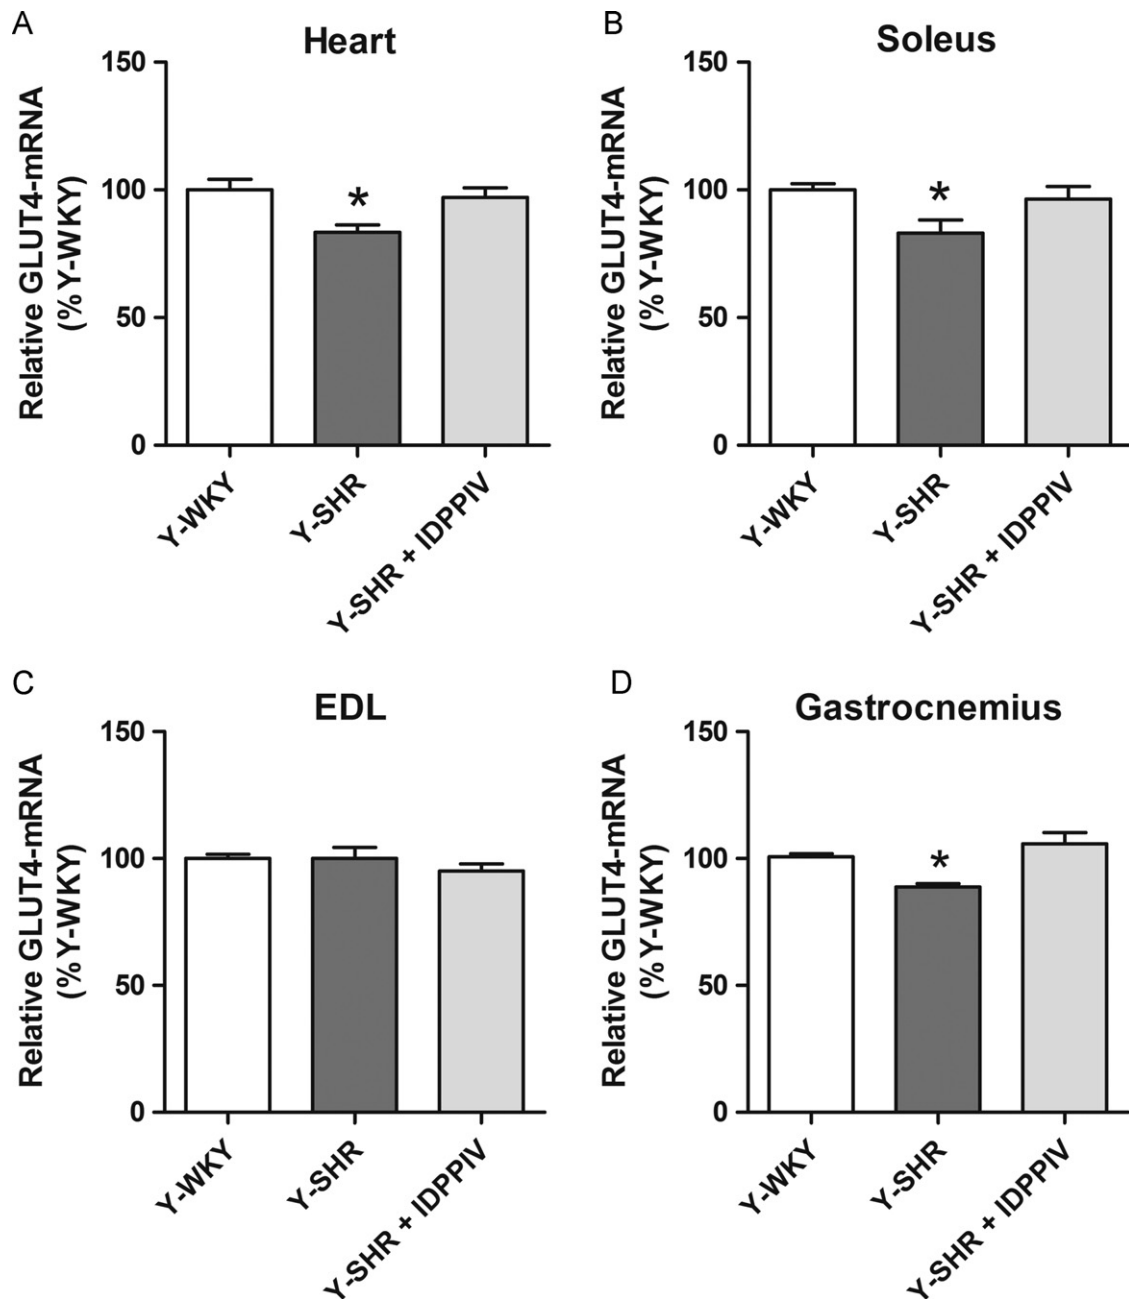 A
Heart
Relative GLUT4-mRNA
(% Y-WKY)
150
100
50
0
*
Y-WKY
Y-SHR
Y-SHR + IDPPIV
B
Soleus
Relative GLUT4-mRNA
(% Y-WKY)
150
100
50
0
*
Y-WKY
Y-SHR
Y-SHR + IDPPIV
C
EDL
Relative GLUT4-mRNA
(% Y-WKY)
150
100
50
0
Y-WKY
Y-SHR
Y-SHR + IDPPIV
D
Gastrocnemius
Relative GLUT4-mRNA
(% Y-WKY)
150
100
50
0
*
Y-WKY
Y-SHR
Y-SHR + IDPPIV